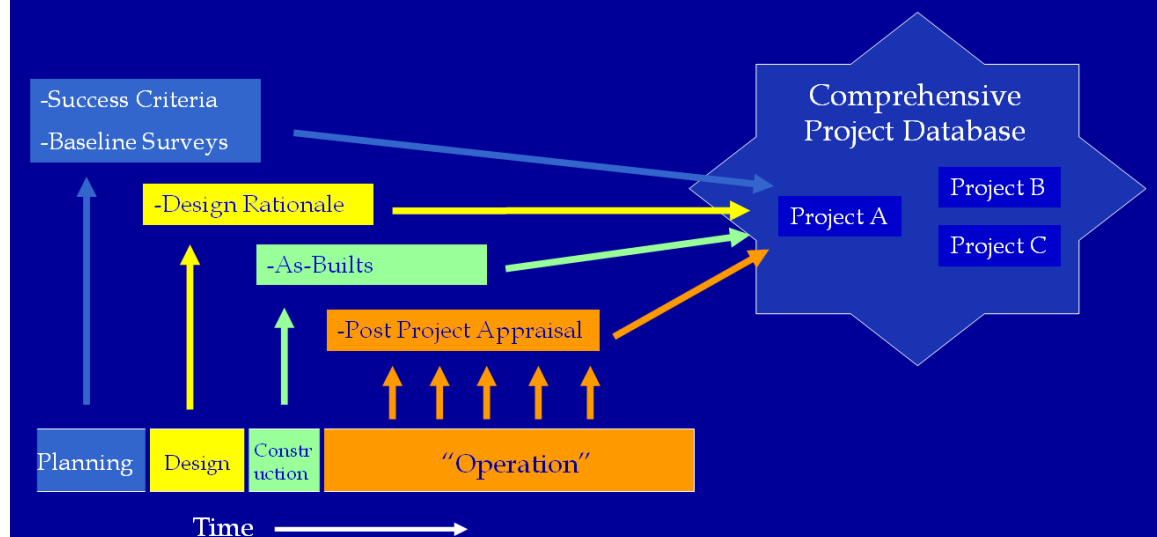 -Success Criteria
-Baseline Surveys
Comprehensive
Project Database
-Design Rationale
Project A
Project B
Project C
-As-Builts
-Post Project Appraisal
Planning
Design
Constr
uction
“Operation”
Time